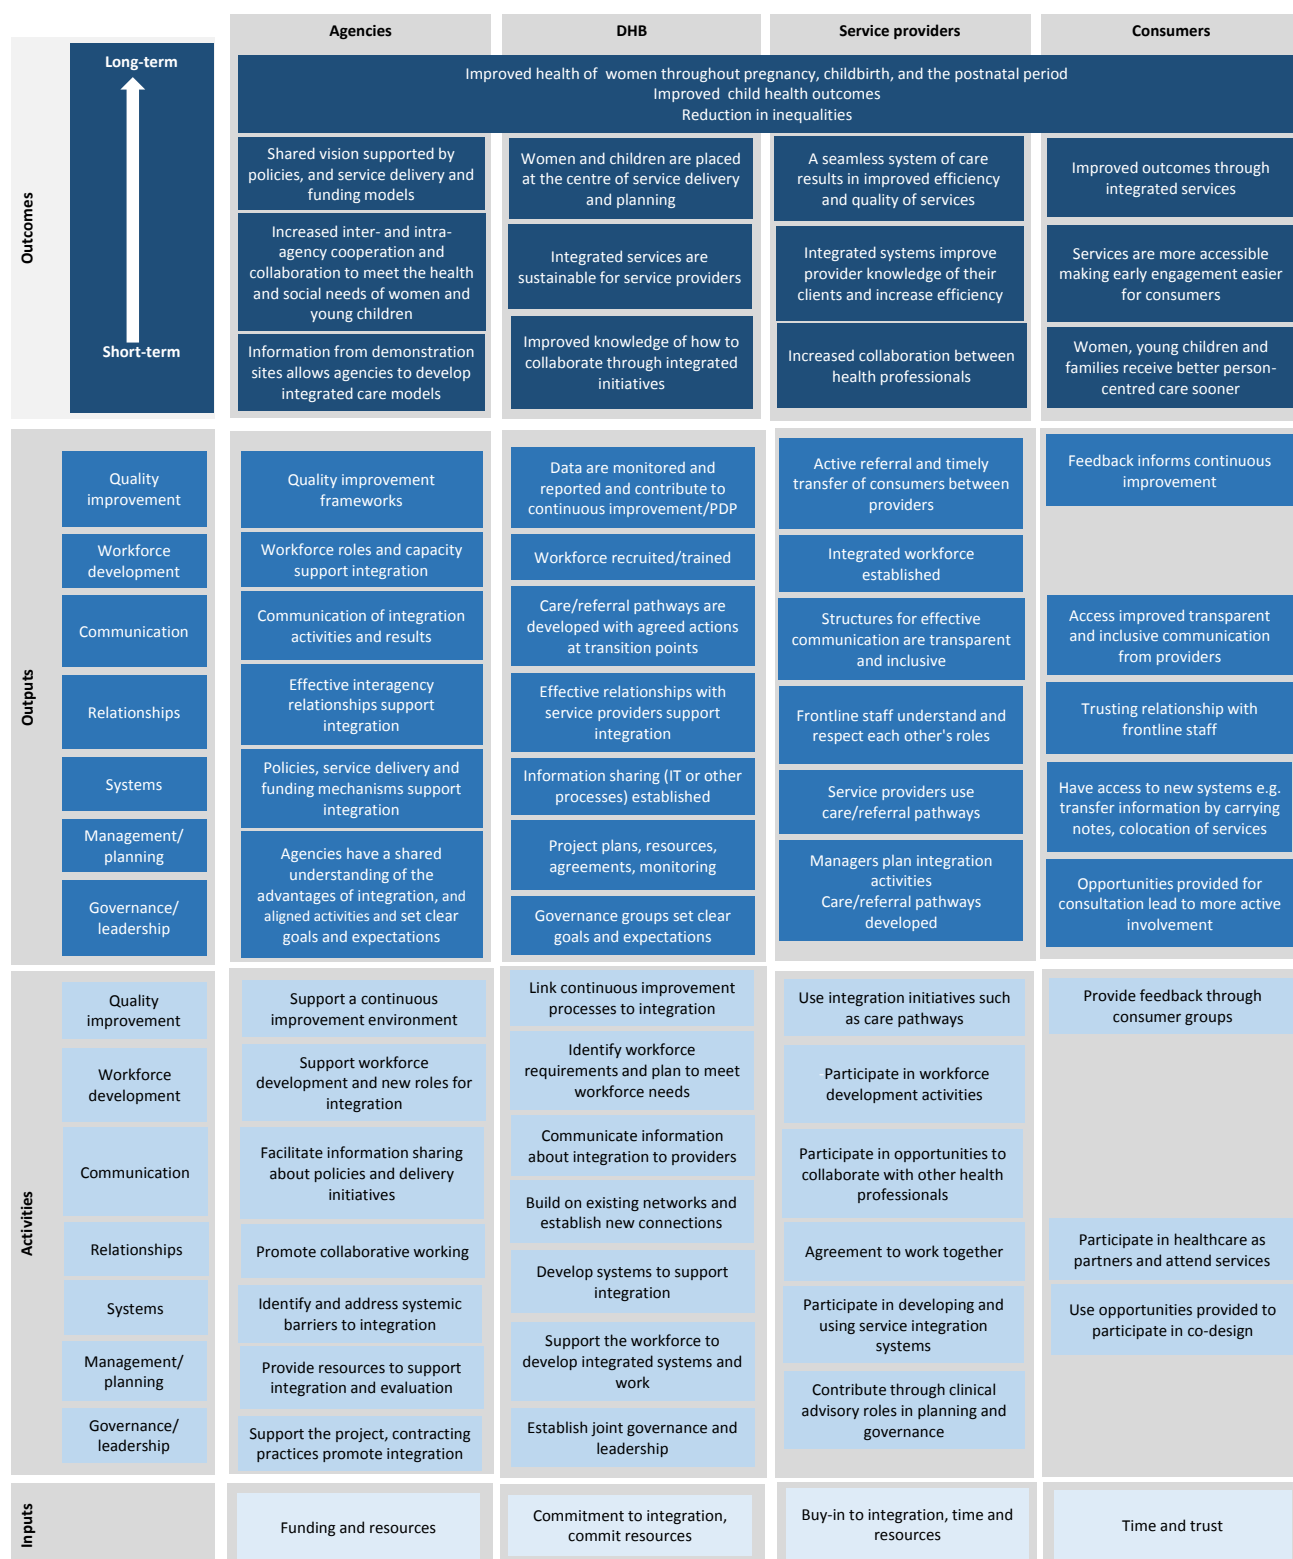 Agencies
DHB
Service providers
Consumers
Outcomes
Long-term
Short-term
Improved health of women throughout pregnancy, childbirth, and the postnatal period
Improved child health outcomes
Reduction in inequalities
Shared vision supported by
policies, and service delivery and
funding models
Women and children are placed
at the centre of service delivery
and planning
A seamless system of care
results in improved efficiency
and quality of services
Improved outcomes through
integrated services
Increased inter- and intra-
agency cooperation and
collaboration to meet the health
and social needs of women and
young children
Integrated services are
sustainable for service providers
Integrated systems improve
provider knowledge of their
clients and increase efficiency
Services are more accessible
making early engagement easier
for consumers
Information from demonstration
sites allows agencies to develop
integrated care models
Improved knowledge of how to
collaborate through integrated
initiatives
Increased collaboration between
health professionals
Women, young children and
families receive better person-
centred care sooner
Outputs
Quality
improvement
Quality improvement
frameworks
Data are monitored and
reported and contribute to
continuous improvement/PDP
Active referral and timely
transfer of consumers between
providers
Feedback informs continuous
improvement
Workforce
development
Workforce roles and capacity
support integration
Workforce recruited/trained
Integrated workforce
established
Communication
Communication of integration
activities and results
Care/referral pathways are
developed with agreed actions
at transition points
Structures for effective
communication are transparent
and inclusive
Access improved transparent
and inclusive communication
from providers
Relationships
Effective interagency
relationships support
integration
Effective relationships with
service providers support
integration
Frontline staff understand and
respect each other's roles
Trusting relationship with
frontline staff
Systems
Policies, service delivery and
funding mechanisms support
integration
Information sharing (IT or other
processes) established
Service providers use
care/referral pathways
Have access to new systems e.g.
transfer information by carrying
notes, colocation of services
Management/
planning
Agencies have a shared
understanding of the
advantages of integration, and
aligned activities and set clear
goals and expectations
Project plans, resources,
agreements, monitoring
Managers plan integration
activities
Care/referral pathways
developed
Opportunities provided for
consultation lead to more active
involvement
Governance/
leadership
Governance groups set clear
goals and expectations
Activities
Quality
improvement
Support a continuous
improvement environment
Link continuous improvement
processes to integration
Use integration initiatives such
as care pathways
Provide feedback through
consumer groups
Workforce
development
Support workforce
development and new roles for
integration
Identify workforce
requirements and plan to meet
workforce needs
Participate in workforce
development activities
Communication
Facilitate information sharing
about policies and delivery
initiatives
Communicate information
about integration to providers
Participate in opportunities to
collaborate with other health
professionals
Build on existing networks and
establish new connections
Relationships
Promote collaborative working
Agreement to work together
Participate in healthcare as
partners and attend services
Develop systems to support
integration
Systems
Identify and address systemic
barriers to integration
Participate in developing and
using service integration
systems
Use opportunities provided to
participate in co-design
Management/
planning
Provide resources to support
integration and evaluation
Support the workforce to
develop integrated systems and
work
Contribute through clinical
advisory roles in planning and
governance
Governance/
leadership
Support the project, contracting
practices promote integration
Establish joint governance and
leadership
Inputs
Funding and resources
Commitment to integration,
commit resources
Buy-in to integration, time and
resources
Time and trust